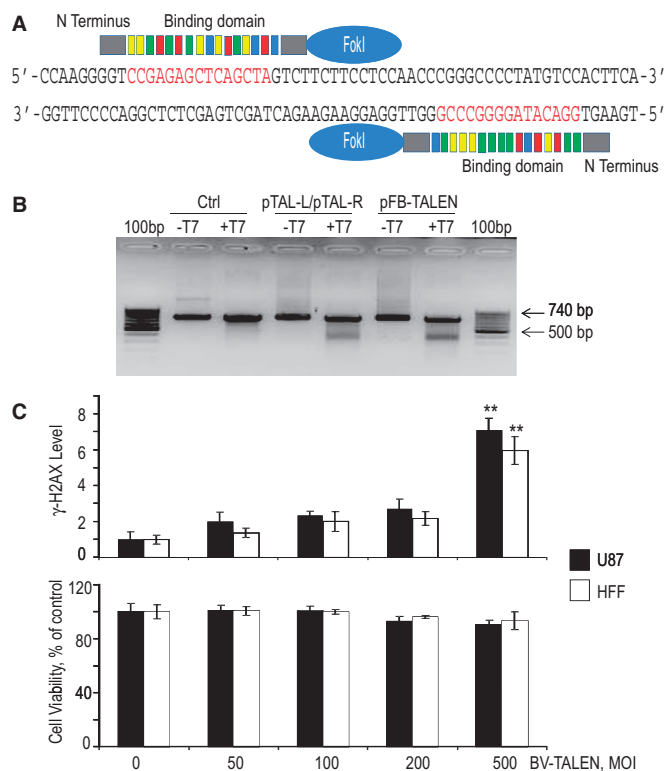 A
N Terminus Binding domain
FokI
5′-CCAAGGGGTCCGAGAGCTCAGCTAGTCTTCTTCCTCCAACCCGGGCCCCTATGTCCACTTCA-3′
3′-GGTTCCCCAGGCTCTCGAGTCGATCAGAAGAAGGAGGTTGGGCCCGGGGATACAGGTGAAGT-5′
FokI
Binding domain N Terminus
B
Ctrl pTAL-L/pTAL-R pFB-TALEN
100bp -T7 +T7 -T7 +T7 -T7 +T7 100bp
740 bp
500 bp
C
γ-H2AX Level
8
6
4
2
0
** **
U87
HFF
Cell Viability, % of control
120
80
40
0
0 50 100 200 500 BV-TALEN, MOI